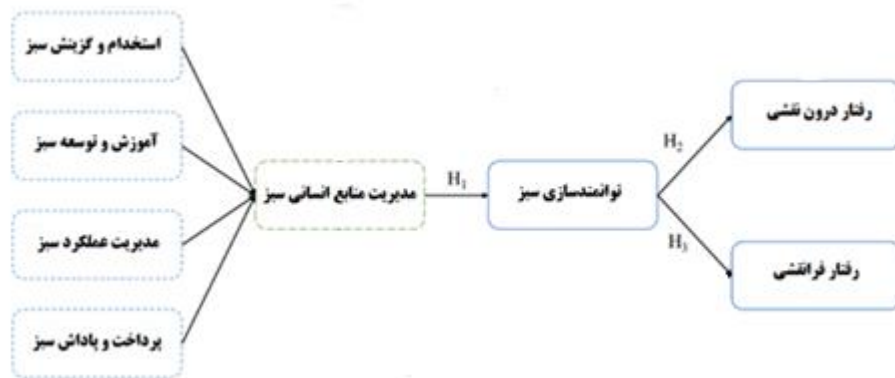 استخدام و گزینش سبز
آموزش و توسعه سبز
مدیریت عملکرد سبز
پرداخت و پاداش سبز
مدیریت منابع انسانی سبز
H₁
توانمندسازی سبز
H₂
H₃
رفتار درون نقشی
رفتار فرانقشی